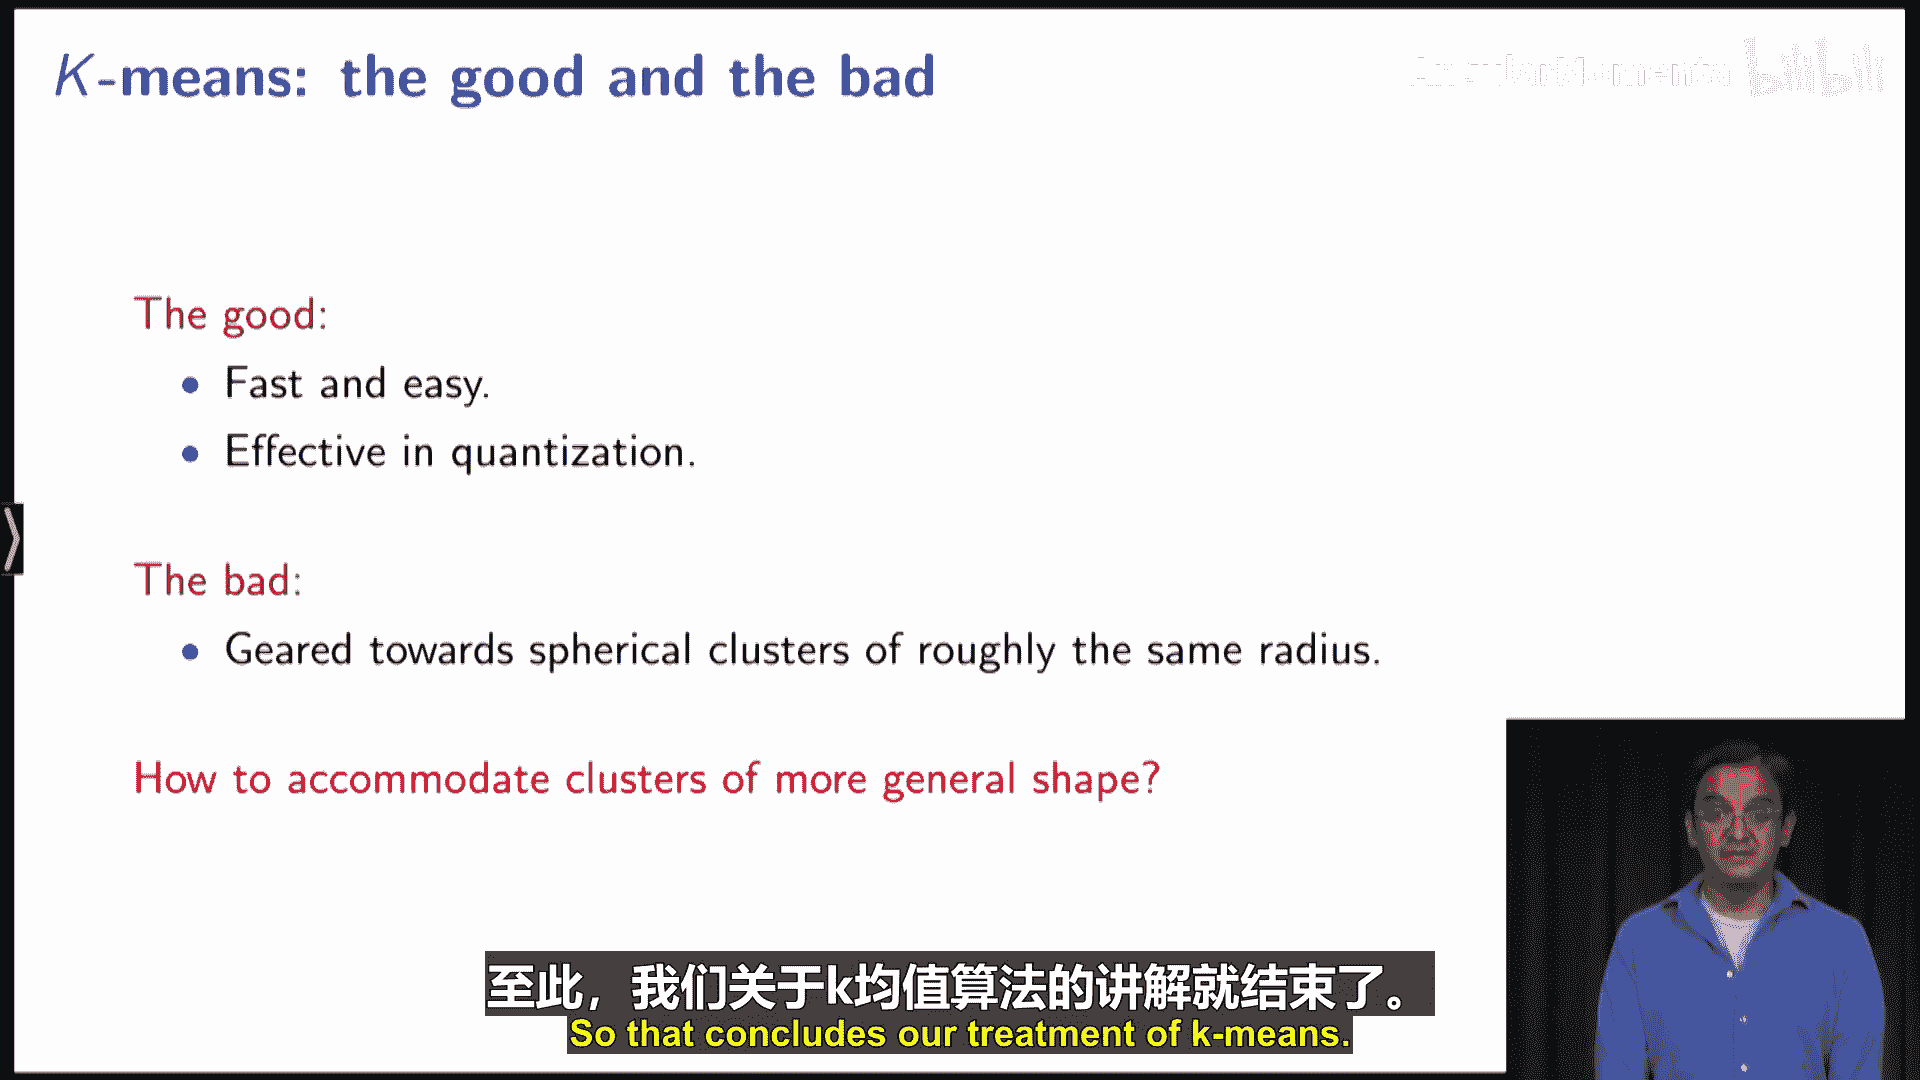 K-means: the good and the bad
bilibili
The good:
• Fast and easy.
• Effective in quantization.
The bad:
• Geared towards spherical clusters of roughly the same radius.
How to accommodate clusters of more general shape?
至此，我们关于k均值算法的讲解就结束了。
So that concludes our treatment of k-means.